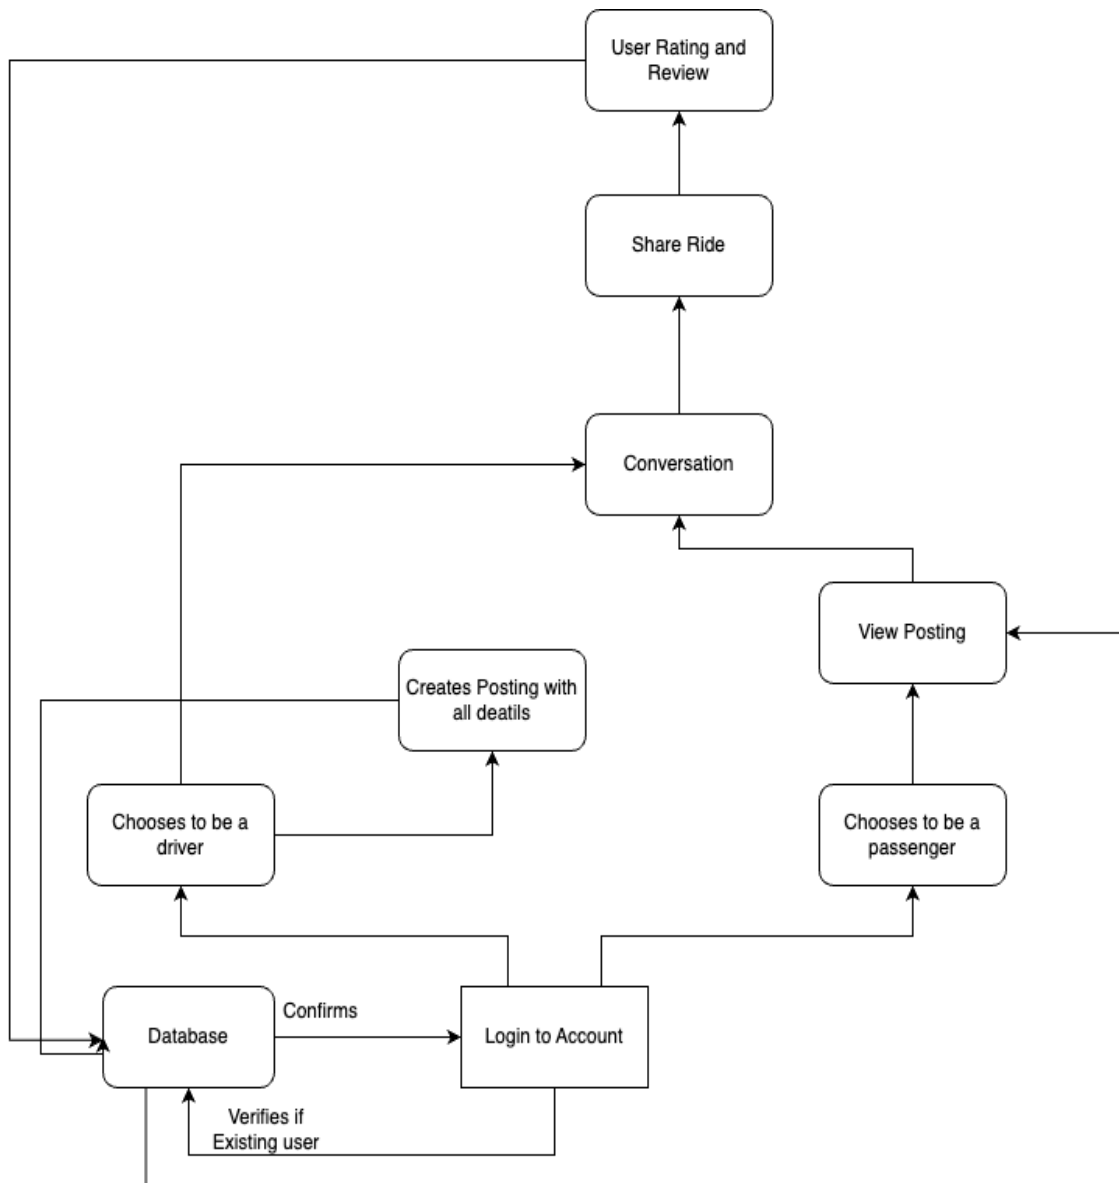 User Rating and
Review
Share Ride
Conversation
View Posting
Creates Posting with
all deatils
Chooses to be a
driver
Chooses to be a
passenger
Database
Confirms
Login to Account
Verifies if
Existing user